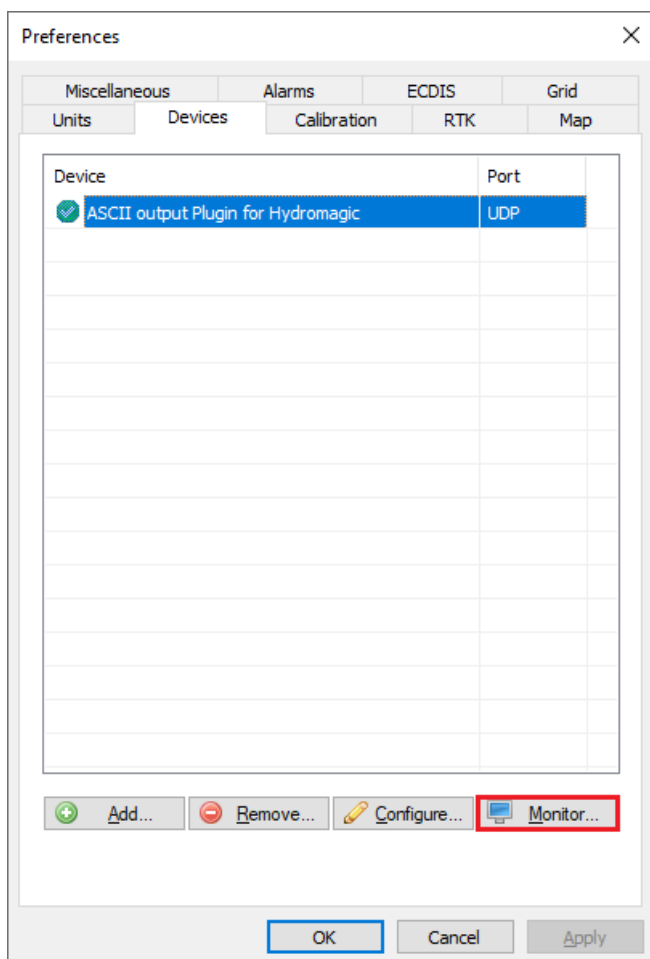 Preferences
Miscellaneous Alarms ECDIS Grid
Units Devices Calibration RTK Map
Device Port
ASCII output Plugin for Hydromagic UDP
Add... Remove... Configure... Monitor...
OK Cancel Apply